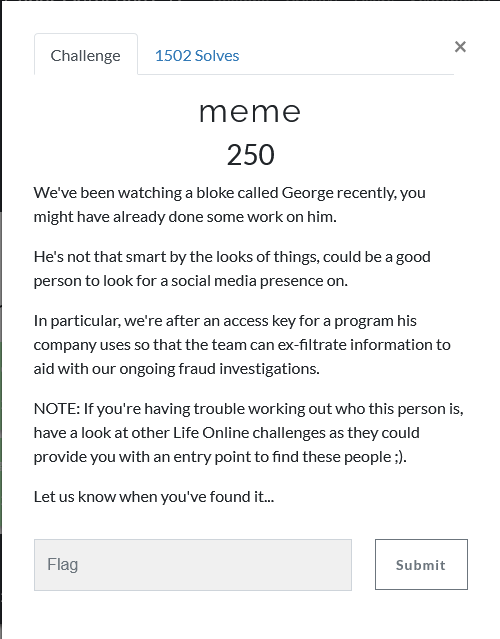 Challenge
1502 Solves
×
meme
250
We've been watching a bloke called George recently, you
might have already done some work on him.
He's not that smart by the looks of things, could be a good
person to look for a social media presence on.
In particular, we're after an access key for a program his
company uses so that the team can ex-filtrate information to
aid with our ongoing fraud investigations.
NOTE: If you're having trouble working out who this person is,
have a look at other Life Online challenges as they could
provide you with an entry point to find these people ;).
Let us know when you've found it...
Flag
Submit